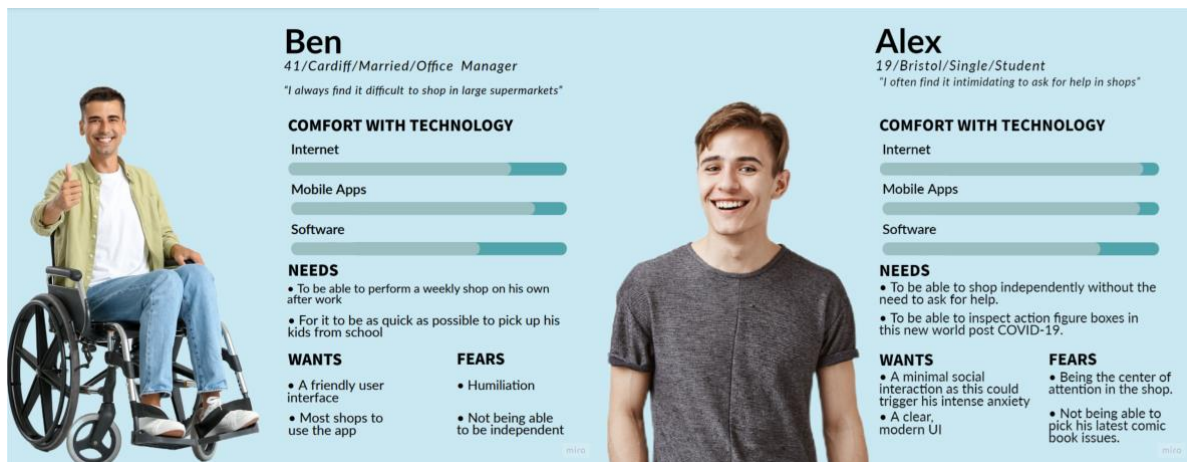 Ben
41/Cardiff/Married/Office Manager
"I always find it difficult to shop in large supermarkets"
COMFORT WITH TECHNOLOGY
Internet
Mobile Apps
Software
NEEDS
• To be able to perform a weekly shop on his own
after work
• For it to be as quick as possible to pick up his
kids from school
WANTS
• A friendly user
interface
• Most shops to
use the app
FEARS
• Humiliation
• Not being able
to be independent
miro
Alex
19/Bristol/Single/Student
"I often find it intimidating to ask for help in shops"
COMFORT WITH TECHNOLOGY
Internet
Mobile Apps
Software
NEEDS
• To be able to shop independently without the
need to ask for help.
• To be able to inspect action figure boxes in
this new world post COVID-19.
WANTS
• A minimal social
interaction as this could
trigger his intense anxiety
• A clear,
modern UI
FEARS
• Being the center of
attention in the shop.
• Not being able to
pick his latest comic
book issues.
miro